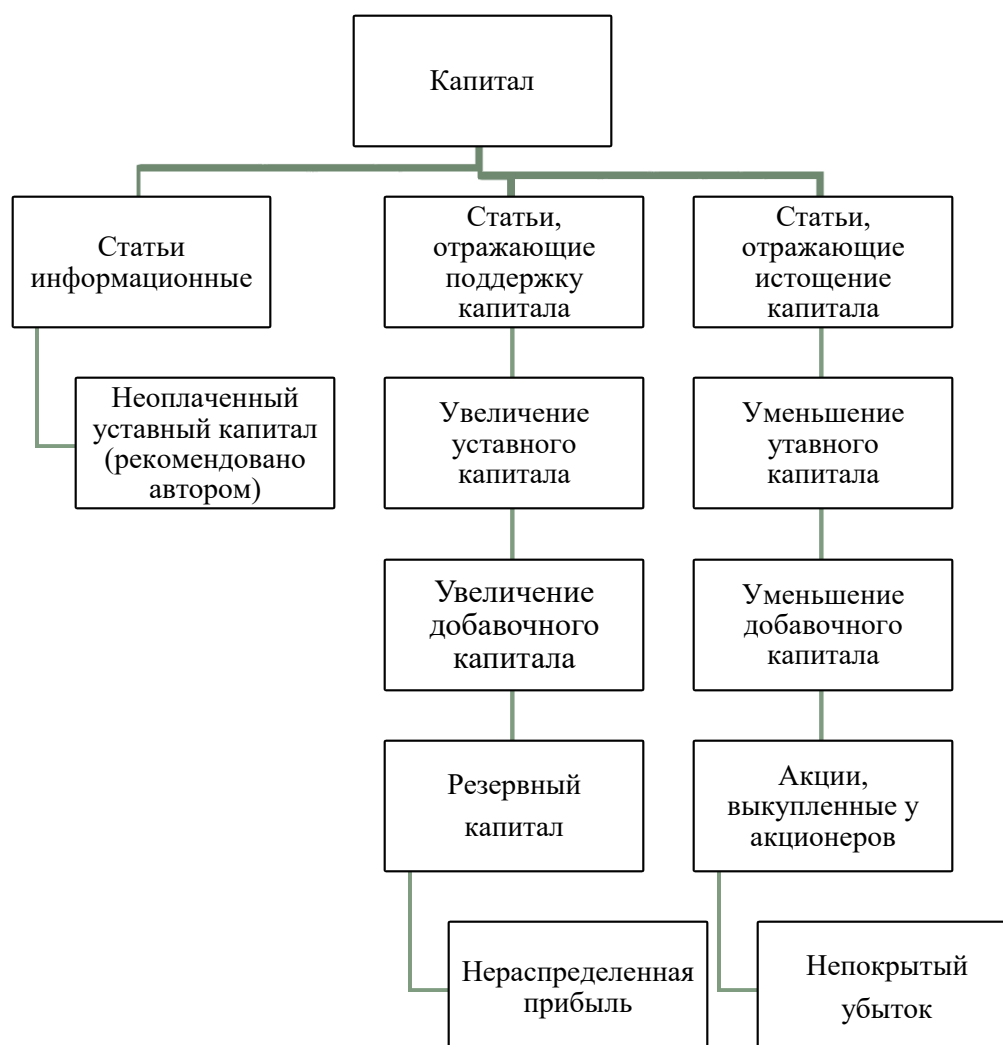 Капитал
Статьи
информационные
Неоплаченный
уставный капитал
(рекомендовано
автором)
Статьи,
отражающие
поддержку
капитала
Увеличение
уставного
капитала
Увеличение
добавочного
капитала
Резервный
капитал
Нераспределенная
прибыль
Статьи,
отражающие
истощение
капитала
Уменьшение
утавного
капитала
Уменьшение
добавочного
капитала
Акции,
выкупленные у
акционеров
Непокрытый
убыток